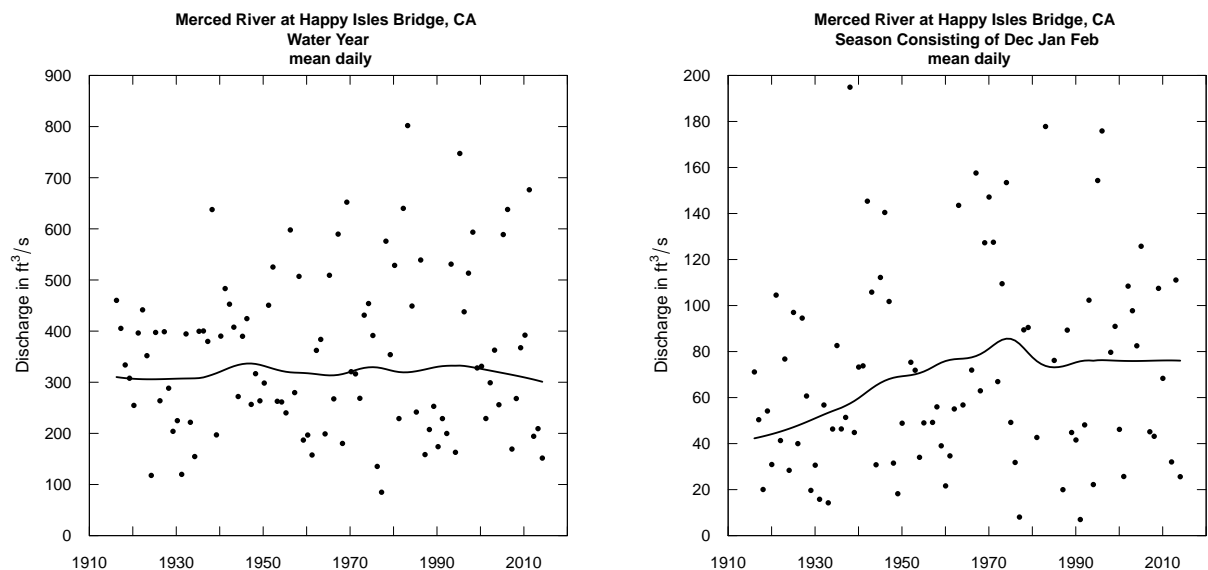 Merced River at Happy Isles Bridge, CA
Water Year
mean daily
900
800
700
600
500
400
300
200
100
0
Discharge in ft³/s
1910 1930 1950 1970 1990 2010
Merced River at Happy Isles Bridge, CA
Season Consisting of Dec Jan Feb
mean daily
200
180
160
140
120
100
80
60
40
20
0
Discharge in ft³/s
1910 1930 1950 1970 1990 2010